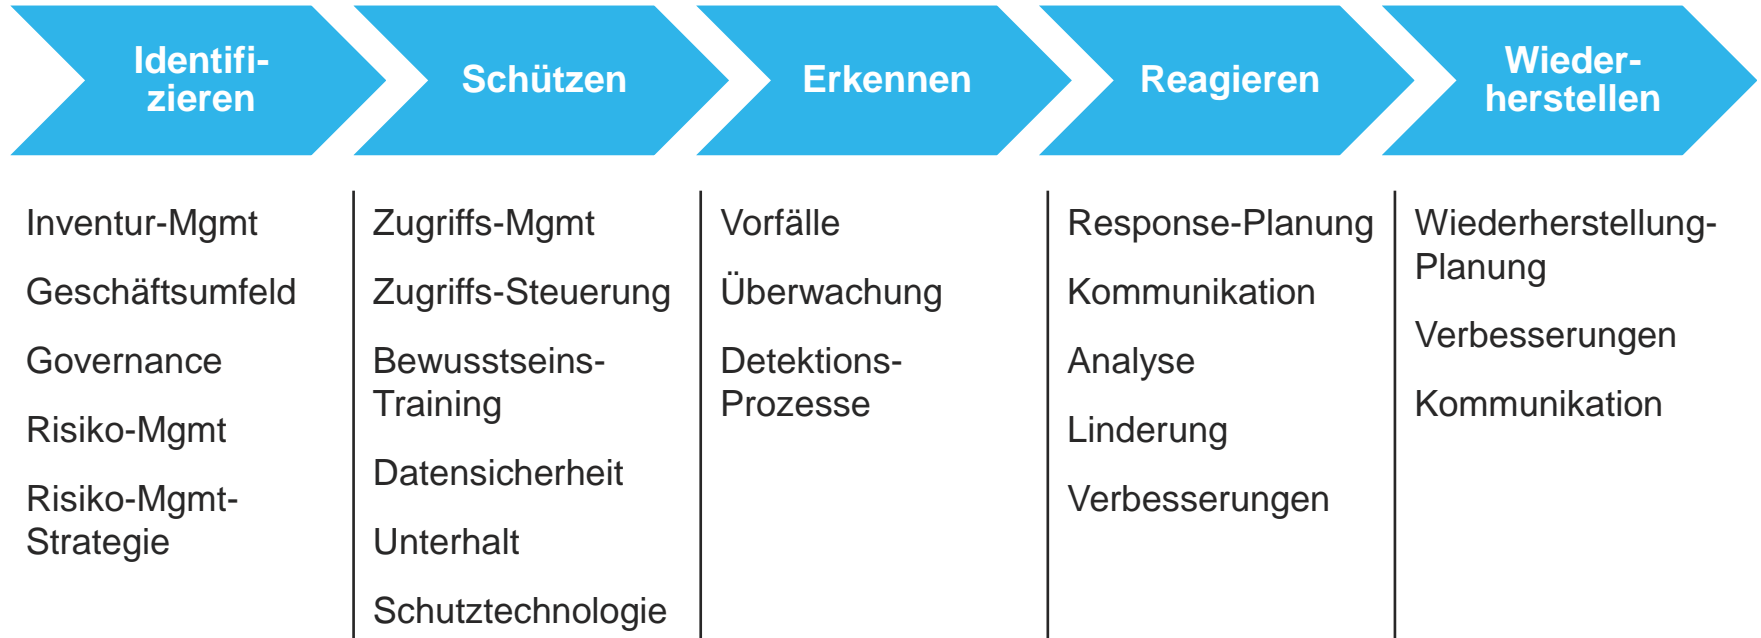 Identifi-
zieren
Schützen
Erkennen
Reagieren
Wieder-
herstellen
Inventur-Mgmt
Geschäftsumfeld
Governance
Risiko-Mgmt
Risiko-Mgmt-
Strategie
Zugriffs-Mgmt
Zugriffs-Steuerung
Bewusstseins-
Training
Datensicherheit
Unterhalt
Schutztechnologie
Vorfälle
Überwachung
Detektions-
Prozesse
Response-Planung
Kommunikation
Analyse
Linderung
Verbesserungen
Wiederherstellung-
Planung
Verbesserungen
Kommunikation